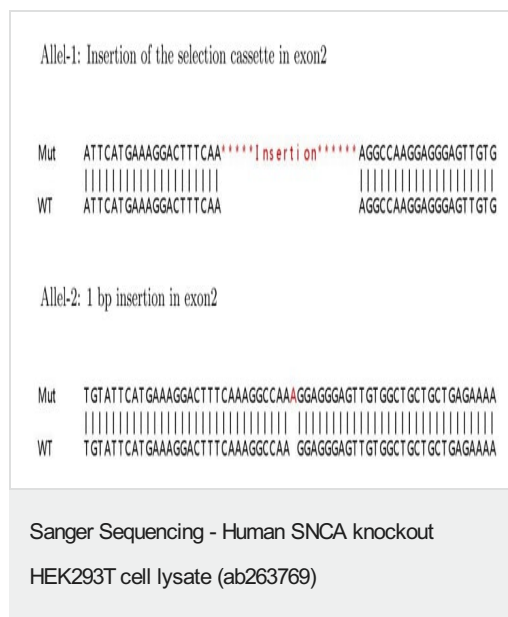 Allel-1: Insertion of the selection cassette in exon2
Mut ATTCATGAAAGGACTTTCAA*****Insertion******AGGCCAAGGAGGGAGTTGTG
|||||||||||||||||||| ||||||||||||||||||||
WT ATTCATGAAAGGACTTTCAA AGGCCAAGGAGGGAGTTGTG
Allel-2: 1 bp insertion in exon2
Mut TGTATTCATGAAAGGACTTTCAAAGGCCAAAGGAGGGAGTTGTGGCTGCTGCTGAGAAAA
|||||||||||||||||||||||||||||| |||||||||||||||||||||||||||||
WT TGTATTCATGAAAGGACTTTCAAAGGCCAA GGAGGGAGTTGTGGCTGCTGCTGAGAAAA
Sanger Sequencing - Human SNCA knockout
HEK293T cell lysate (ab263769)